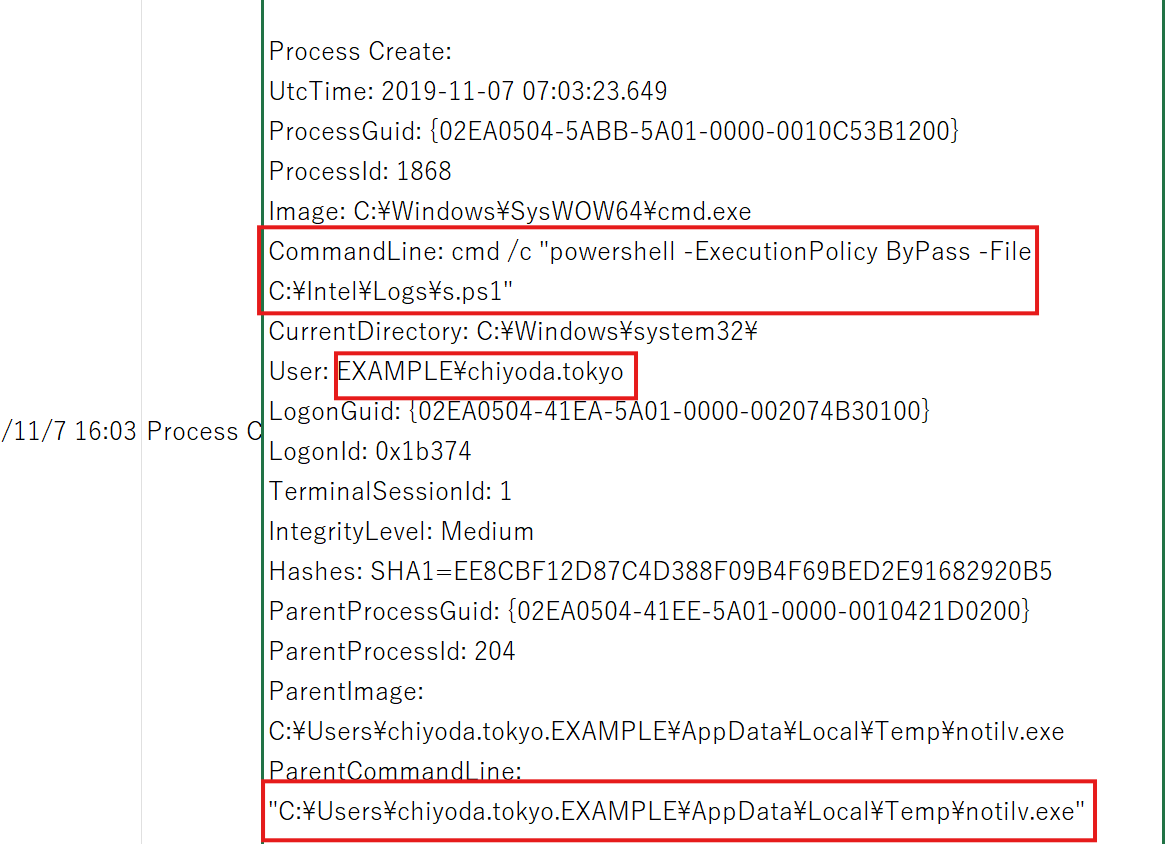 Process Create:
UtcTime: 2019-11-07 07:03:23.649
ProcessGuid: {02EA0504-5ABB-5A01-0000-0010C53B1200}
ProcessId: 1868
Image: C:¥Windows¥SysWOW64¥cmd.exe
CommandLine: cmd /c "powershell -ExecutionPolicy ByPass -File
C:¥Intel¥Logs¥s.ps1"
CurrentDirectory: C:¥Windows¥system32¥
User: EXAMPLE¥chiyoda.tokyo
LogonGuid: {02EA0504-41EA-5A01-0000-002074B30100}
/11/7 16:03 Process C
LogonId: 0x1b374
TerminalSessionId: 1
IntegrityLevel: Medium
Hashes: SHA1=EE8CBF12D87C4D388F09B4F69BED2E91682920B5
ParentProcessGuid: {02EA0504-41EE-5A01-0000-0010421D0200}
ParentProcessId: 204
ParentImage:
C:¥Users¥chiyoda.tokyo.EXAMPLE¥AppData¥Local¥Temp¥notilv.exe
ParentCommandLine:
"C:¥Users¥chiyoda.tokyo.EXAMPLE¥AppData¥Local¥Temp¥notilv.exe"